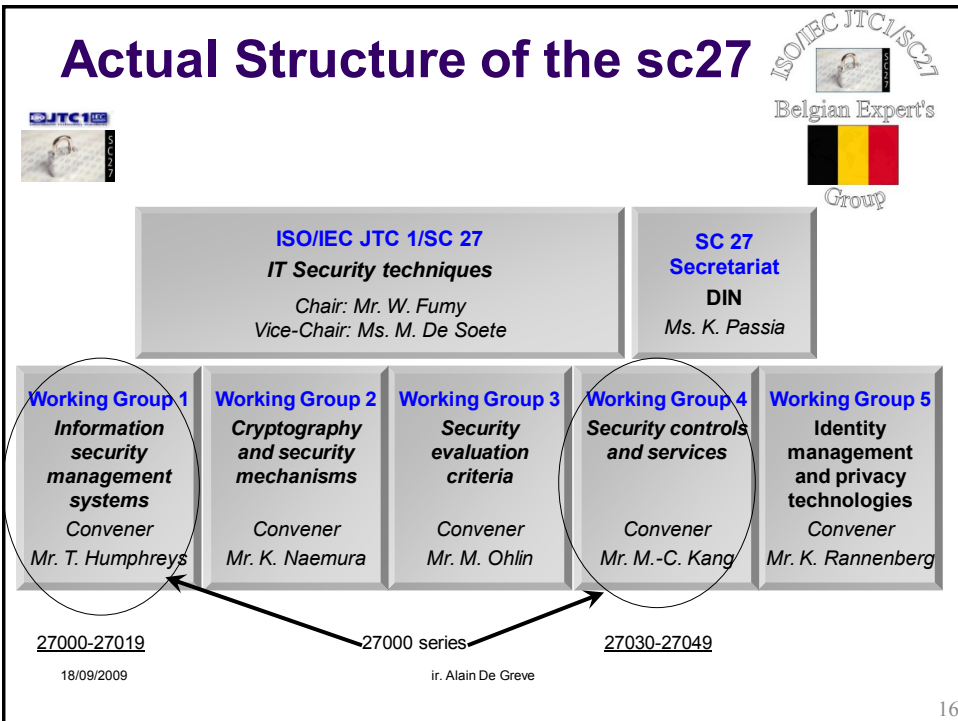 Actual Structure of the sc27
ISO/IEC JTC1/SC27
SC27
Belgian Expert's
Group
JTC1 IEC
SC27
ISO/IEC JTC 1/SC 27
IT Security techniques
Chair: Mr. W. Fumy
Vice-Chair: Ms. M. De Soete
SC 27
Secretariat
DIN
Ms. K. Passia
Working Group 1
Information
security
management
systems
Convener
Mr. T. Humphreys
Working Group 2
Cryptography
and security
mechanisms
Convener
Mr. K. Naemura
Working Group 3
Security
evaluation
criteria
Convener
Mr. M. Ohlin
Working Group 4
Security controls
and services
Convener
Mr. M.-C. Kang
Working Group 5
Identity
management
and privacy
technologies
Convener
Mr. K. Rannenberg
27000-27019
27000 series
27030-27049
18/09/2009
ir. Alain De Greve
16